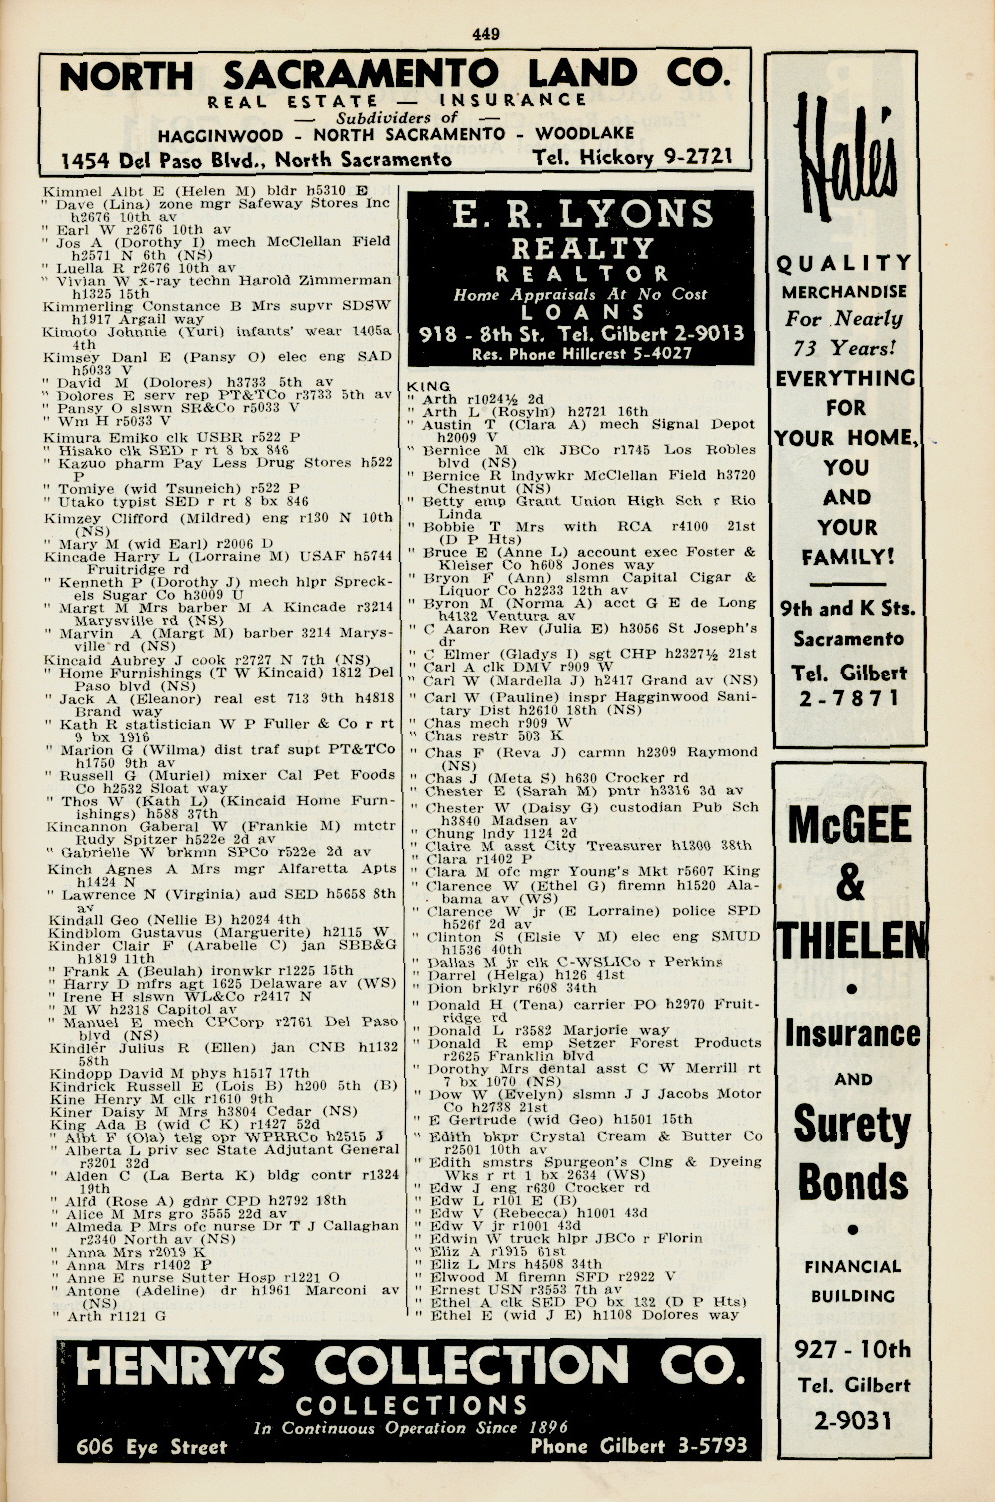 449
NORTH SACRAMENTO LAND CO.
REAL ESTATE — INSURANCE
— Subdividers of —
HAGGINWOOD - NORTH SACRAMENTO - WOODLAKE
1454 Del Paso Blvd., North Sacramento Tel. Hickory 9-2721
Kimmel Albt E (Helen M) bldr h5310 E
" Dave (Lina) zone mgr Safeway Stores Inc
h2676 10th av
" Earl W r2676 10th av
" Jos A (Dorothy I) mech McClellan Field
h2571 N 6th (NS)
" Luella R r2676 10th av
" Vivian W x-ray techn Harold Zimmerman
h1325 15th
Kimmerling Constance B Mrs supvr SDSW
h1917 Argail way
Kimoto Johnnie (Yuri) infants' wear 1405a
4th
Kimsey Danl E (Pansy O) elec eng SAD
h5033 V
" David M (Dolores) h3733 5th av
" Dolores E serv rep PT&TCo r3733 5th av
" Pansy O slswn SR&Co r5033 V
" Wm H r5033 V
Kimura Emiko clk USBR r522 P
" Hisako clk SED r rt 8 bx 846
" Kazuo pharm Pay Less Drug Stores h522
P
" Tomiye (wid Tsuneich) r522 P
" Utako typist SED r rt 8 bx 846
Kimzey Clifford (Mildred) eng r130 N 10th
(NS)
" Mary M (wid Earl) r2006 D
Kincade Harry L (Lorraine M) USAF h5744
Fruitridge rd
" Kenneth P (Dorothy J) mech hlpr Spreck-
els Sugar Co h3009 U
" Margt M Mrs barber M A Kincade r3214
Marysville rd (NS)
" Marvin A (Margt M) barber 3214 Marys-
ville rd (NS)
Kincaid Aubrey J cook r2727 N 7th (NS)
" Home Furnishings (T W Kincaid) 1812 Del
Paso blvd (NS)
" Jack A (Eleanor) real est 713 9th h4818
Brand way
" Kath R statistician W P Fuller & Co r rt
9 bx 1916
" Marion G (Wilma) dist traf supt PT&TCo
h1750 9th av
" Russell G (Muriel) mixer Cal Pet Foods
Co h2532 Sloat way
" Thos W (Kath L) (Kincaid Home Furn-
ishings) h588 37th
Kincannon Gaberal W (Frankie M) mtctr
Rudy Spitzer h522e 2d av
" Gabrielle W brkmn SPCo r522e 2d av
Kinch Agnes A Mrs mgr Alfaretta Apts
h1424 N
" Lawrence N (Virginia) aud SED h5658 8th
av
Kindall Geo (Nellie B) h2024 4th
Kindblom Gustavus (Marguerite) h2115 W
Kinder Clair F (Arabelle C) jan SBB&G
h1819 11th
" Frank A (Beulah) ironwkr r1225 15th
" Harry D mfrs agt 1625 Delaware av (WS)
" Irene H slswn WL&Co r2417 N
" M W h2318 Capitol av
" Manuel E mech CPCorp r2761 Del Paso
blvd (NS)
Kindler Julius R (Ellen) jan CNB h1132
58th
Kindopp David M phys h1517 17th
Kindrick Russell E (Lois B) h200 5th (B)
Kine Henry M clk r1610 9th
Kiner Daisy M Mrs h3804 Cedar (NS)
King Ada B (wid C K) r1427 52d
" Albt F (Ola) telg opr WPRRCo h2515 J
" Alberta L priv sec State Adjutant General
r3201 32d
" Alden C (La Berta K) bldg contr r1324
19th
" Alfd (Rose A) gdnr CPD h2792 18th
" Alice M Mrs gro 3555 22d av
" Almeda P Mrs ofc nurse Dr T J Callaghan
r2340 North av (NS)
" Anna Mrs r2019 K
" Anna Mrs r1402 P
" Anne E nurse Sutter Hosp r1221 O
" Antone (Adeline) dr h1961 Marconi av
(NS)
" Arth r1121 G
E. R. LYONS
REALTY
REALTOR
Home Appraisals At No Cost
LOANS
918 - 8th St. Tel. Gilbert 2-9013
Res. Phone Hillcrest 5-4027
KING
" Arth r1024½ 2d
" Arth L (Rosyln) h2721 16th
" Austin T (Clara A) mech Signal Depot
h2009 V
" Bernice M clk JBCo r1745 Los Robles
blvd (NS)
" Bernice R lndywkr McClellan Field h3720
Chestnut (NS)
" Betty emp Grant Union High Sch r Rio
Linda
" Bobbie T Mrs with RCA r4100 21st
(D P Hts)
" Bruce E (Anne L) account exec Foster &
Kleiser Co h608 Jones way
" Bryon F (Ann) slsmn Capital Cigar &
Liquor Co h2233 12th av
" Byron M (Norma A) acct G E de Long
h4132 Ventura av
" C Aaron Rev (Julia E) h3056 St Joseph's
dr
" C Elmer (Gladys I) sgt CHP h2327½ 21st
" Carl A clk DMV r909 W
" Carl W (Mardella J) h2417 Grand av (NS)
" Carl W (Pauline) inspr Hagginwood Sani-
tary Dist h2610 18th (NS)
" Chas mech r909 W
" Chas restr 503 K
" Chas F (Reva J) carmn h2309 Raymond
(NS)
" Chas J (Meta S) h630 Crocker rd
" Chester E (Sarah M) pntr h3316 3d av
" Chester W (Daisy G) custodian Pub Sch
h3840 Madsen av
" Chung lndy 1124 2d
" Claire M asst City Treasurer h1300 38th
" Clara r1402 P
" Clara M ofc mgr Young's Mkt r5607 King
" Clarence W (Ethel G) firemn h1520 Ala-
bama av (WS)
" Clarence W jr (E Lorraine) police SPD
h526f 2d av
" Clinton S (Elsie V M) elec eng SMUD
h1536 40th
" Dallas M jr clk C-WSLICo r Perkins
" Darrel (Helga) h126 41st
" Dion brklyr r608 34th
" Donald H (Tena) carrier PO h2970 Fruit-
ridge rd
" Donald L r3582 Marjorie way
" Donald R emp Setzer Forest Products
r2625 Franklin blvd
" Dorothy Mrs dental asst C W Merrill rt
7 bx 1070 (NS)
" Dow W (Evelyn) slsmn J J Jacobs Motor
Co h2738 21st
" E Gertrude (wid Geo) h1501 15th
" Edith bkpr Crystal Cream & Butter Co
r2501 10th av
" Edith smstrs Spurgeon's Clng & Dyeing
Wks r rt 1 bx 2634 (WS)
" Edw J eng r630 Crocker rd
" Edw L r101 E (B)
" Edw V (Rebecca) h1001 43d
" Edw V jr r1001 43d
" Edwin W truck hlpr JBCo r Florin
" Eliz A r1915 61st
" Eliz L Mrs h4508 34th
" Elwood M firemn SFD r2922 V
" Ernest USN r3553 7th av
" Ethel A clk SED PO bx 132 (D P Hts)
" Ethel E (wid J E) h1108 Dolores way
Hale's
QUALITY
MERCHANDISE
For Nearly
73 Years!
EVERYTHING
FOR
YOUR HOME,
YOU
AND
YOUR
FAMILY!
9th and K Sts.
Sacramento
Tel. Gilbert
2-7871
McGEE
&
THIELEN
•
Insurance
AND
Surety
Bonds
•
FINANCIAL
BUILDING
927 - 10th
Tel. Gilbert
2-9031
HENRY'S COLLECTION CO.
COLLECTIONS
In Continuous Operation Since 1896
606 Eye Street Phone Gilbert 3-5793